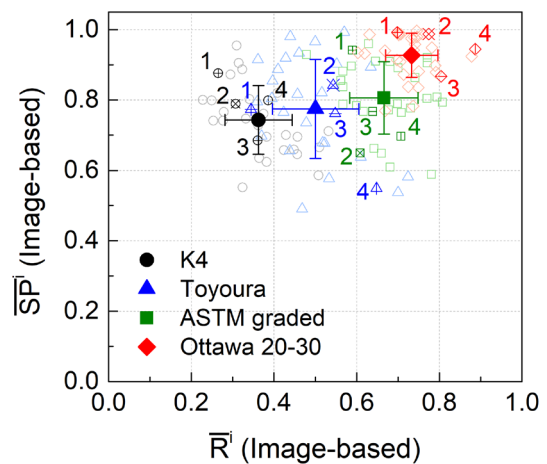 1.0
0.8
0.6
0.4
0.2
0.0
0.0 0.2 0.4 0.6 0.8 1.0
S̅P̅ⁱ (Image-based)
R̅ⁱ (Image-based)
1 2 4
1 1 2 3
2 4 1 3 3 4
3 2 4
K4
Toyoura
ASTM graded
Ottawa 20-30